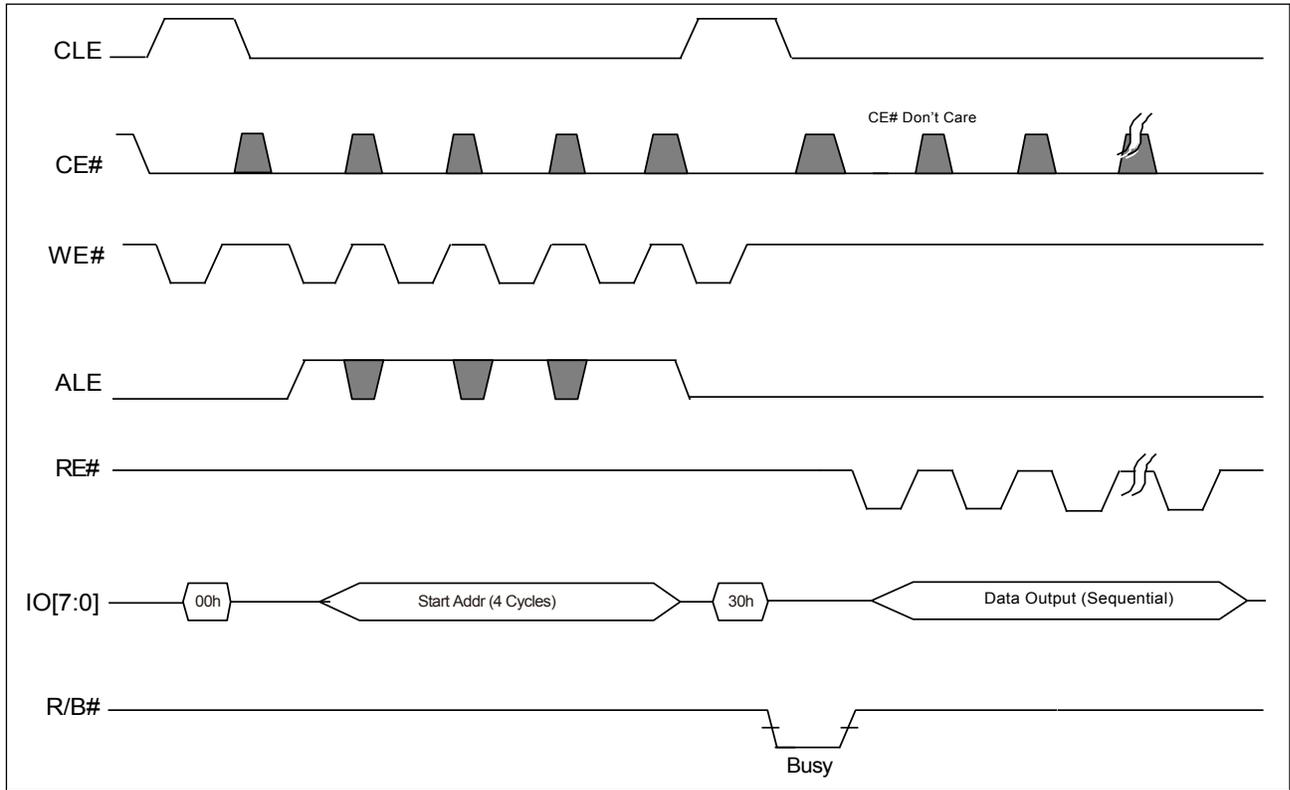 CLE
CE# Don't Care
CE#
WE#
ALE
RE#
IO[7:0]
00h
Start Addr (4 Cycles)
30h
Data Output (Sequential)
R/B#
Busy